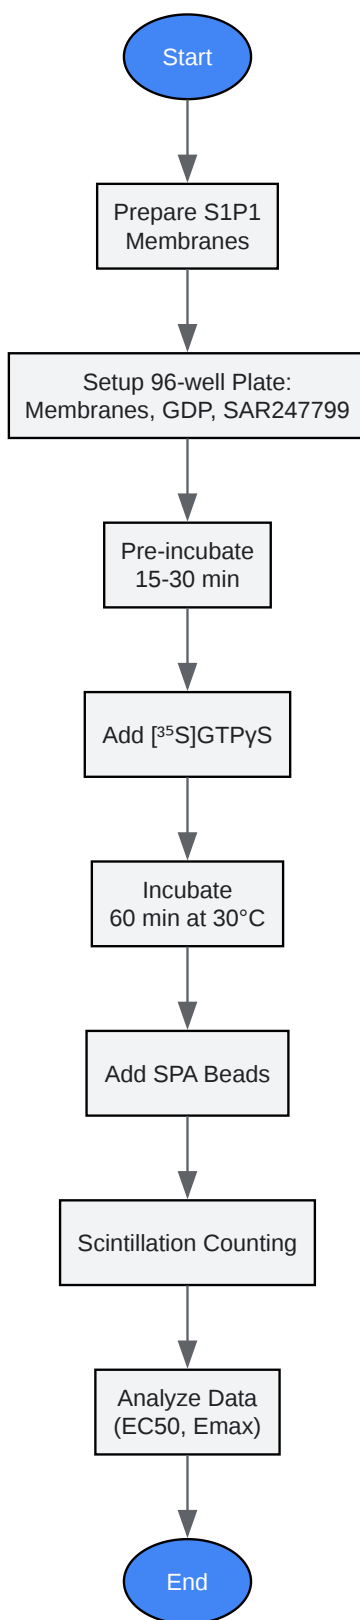 Start
Prepare S1P1
Membranes
Setup 96-well Plate:
Membranes, GDP, SAR247799
Pre-incubate
15-30 min
Add [³⁵S]GTPγS
Incubate
60 min at 30°C
Add SPA Beads
Scintillation Counting
Analyze Data
(EC50, Emax)
End